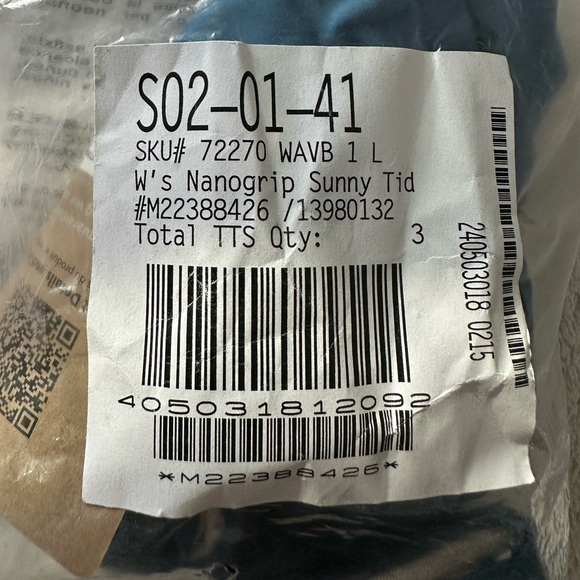 S02-01-41
SKU# 72270 WAVB 1 L
W's Nanogrip Sunny Tid
#M22388426 /13980132
Total TTS Qty: 3
240503018 0215
405031812092
*M22388426*
Details